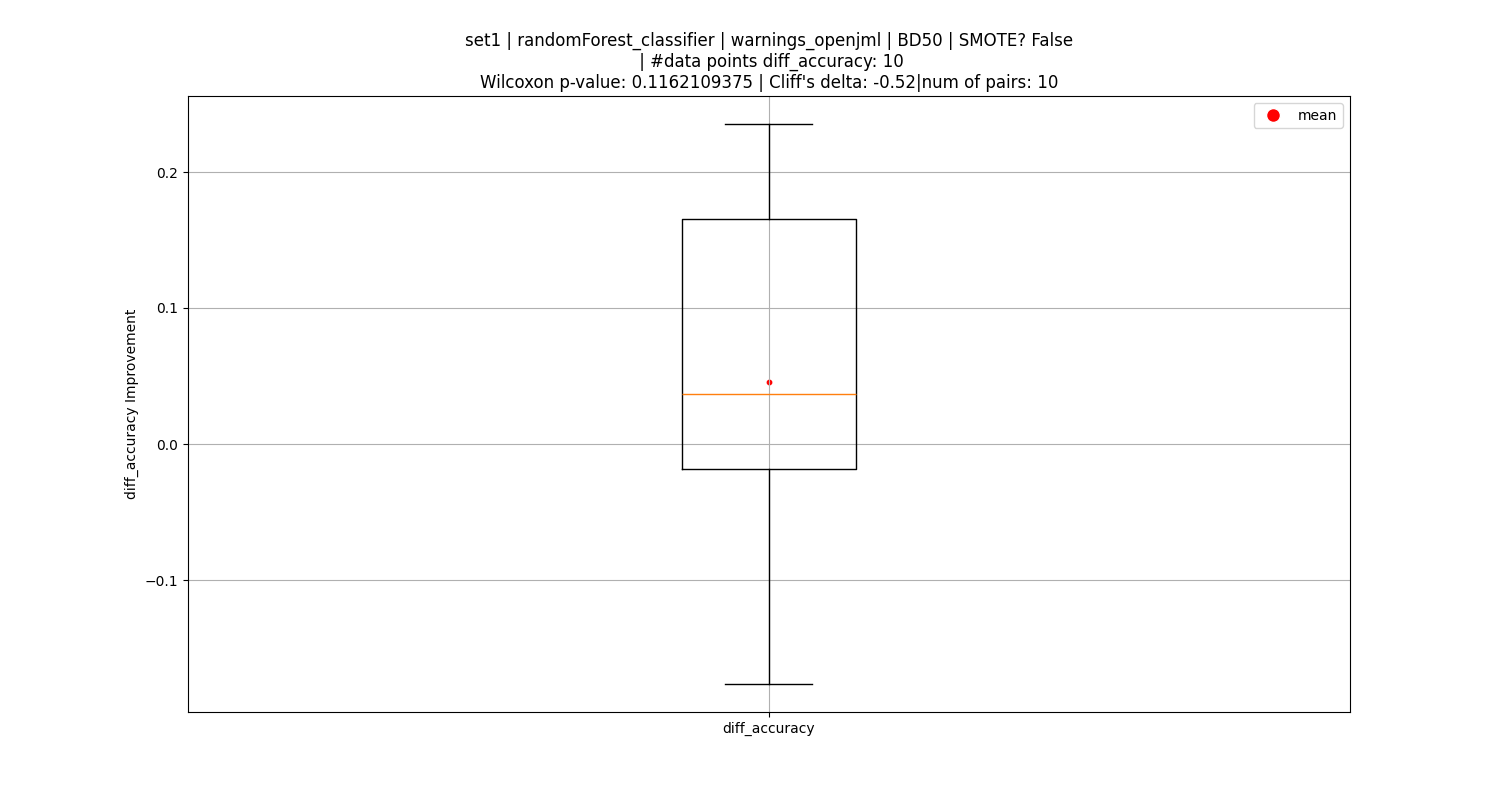 set1 | randomForest_classifier | warnings_openjml | BD50 | SMOTE? False
| #data points diff_accuracy: 10
Wilcoxon p-value: 0.1162109375 | Cliff's delta: -0.52|num of pairs: 10
mean
0.2
0.1
0.0
−0.1
diff_accuracy Improvement
diff_accuracy